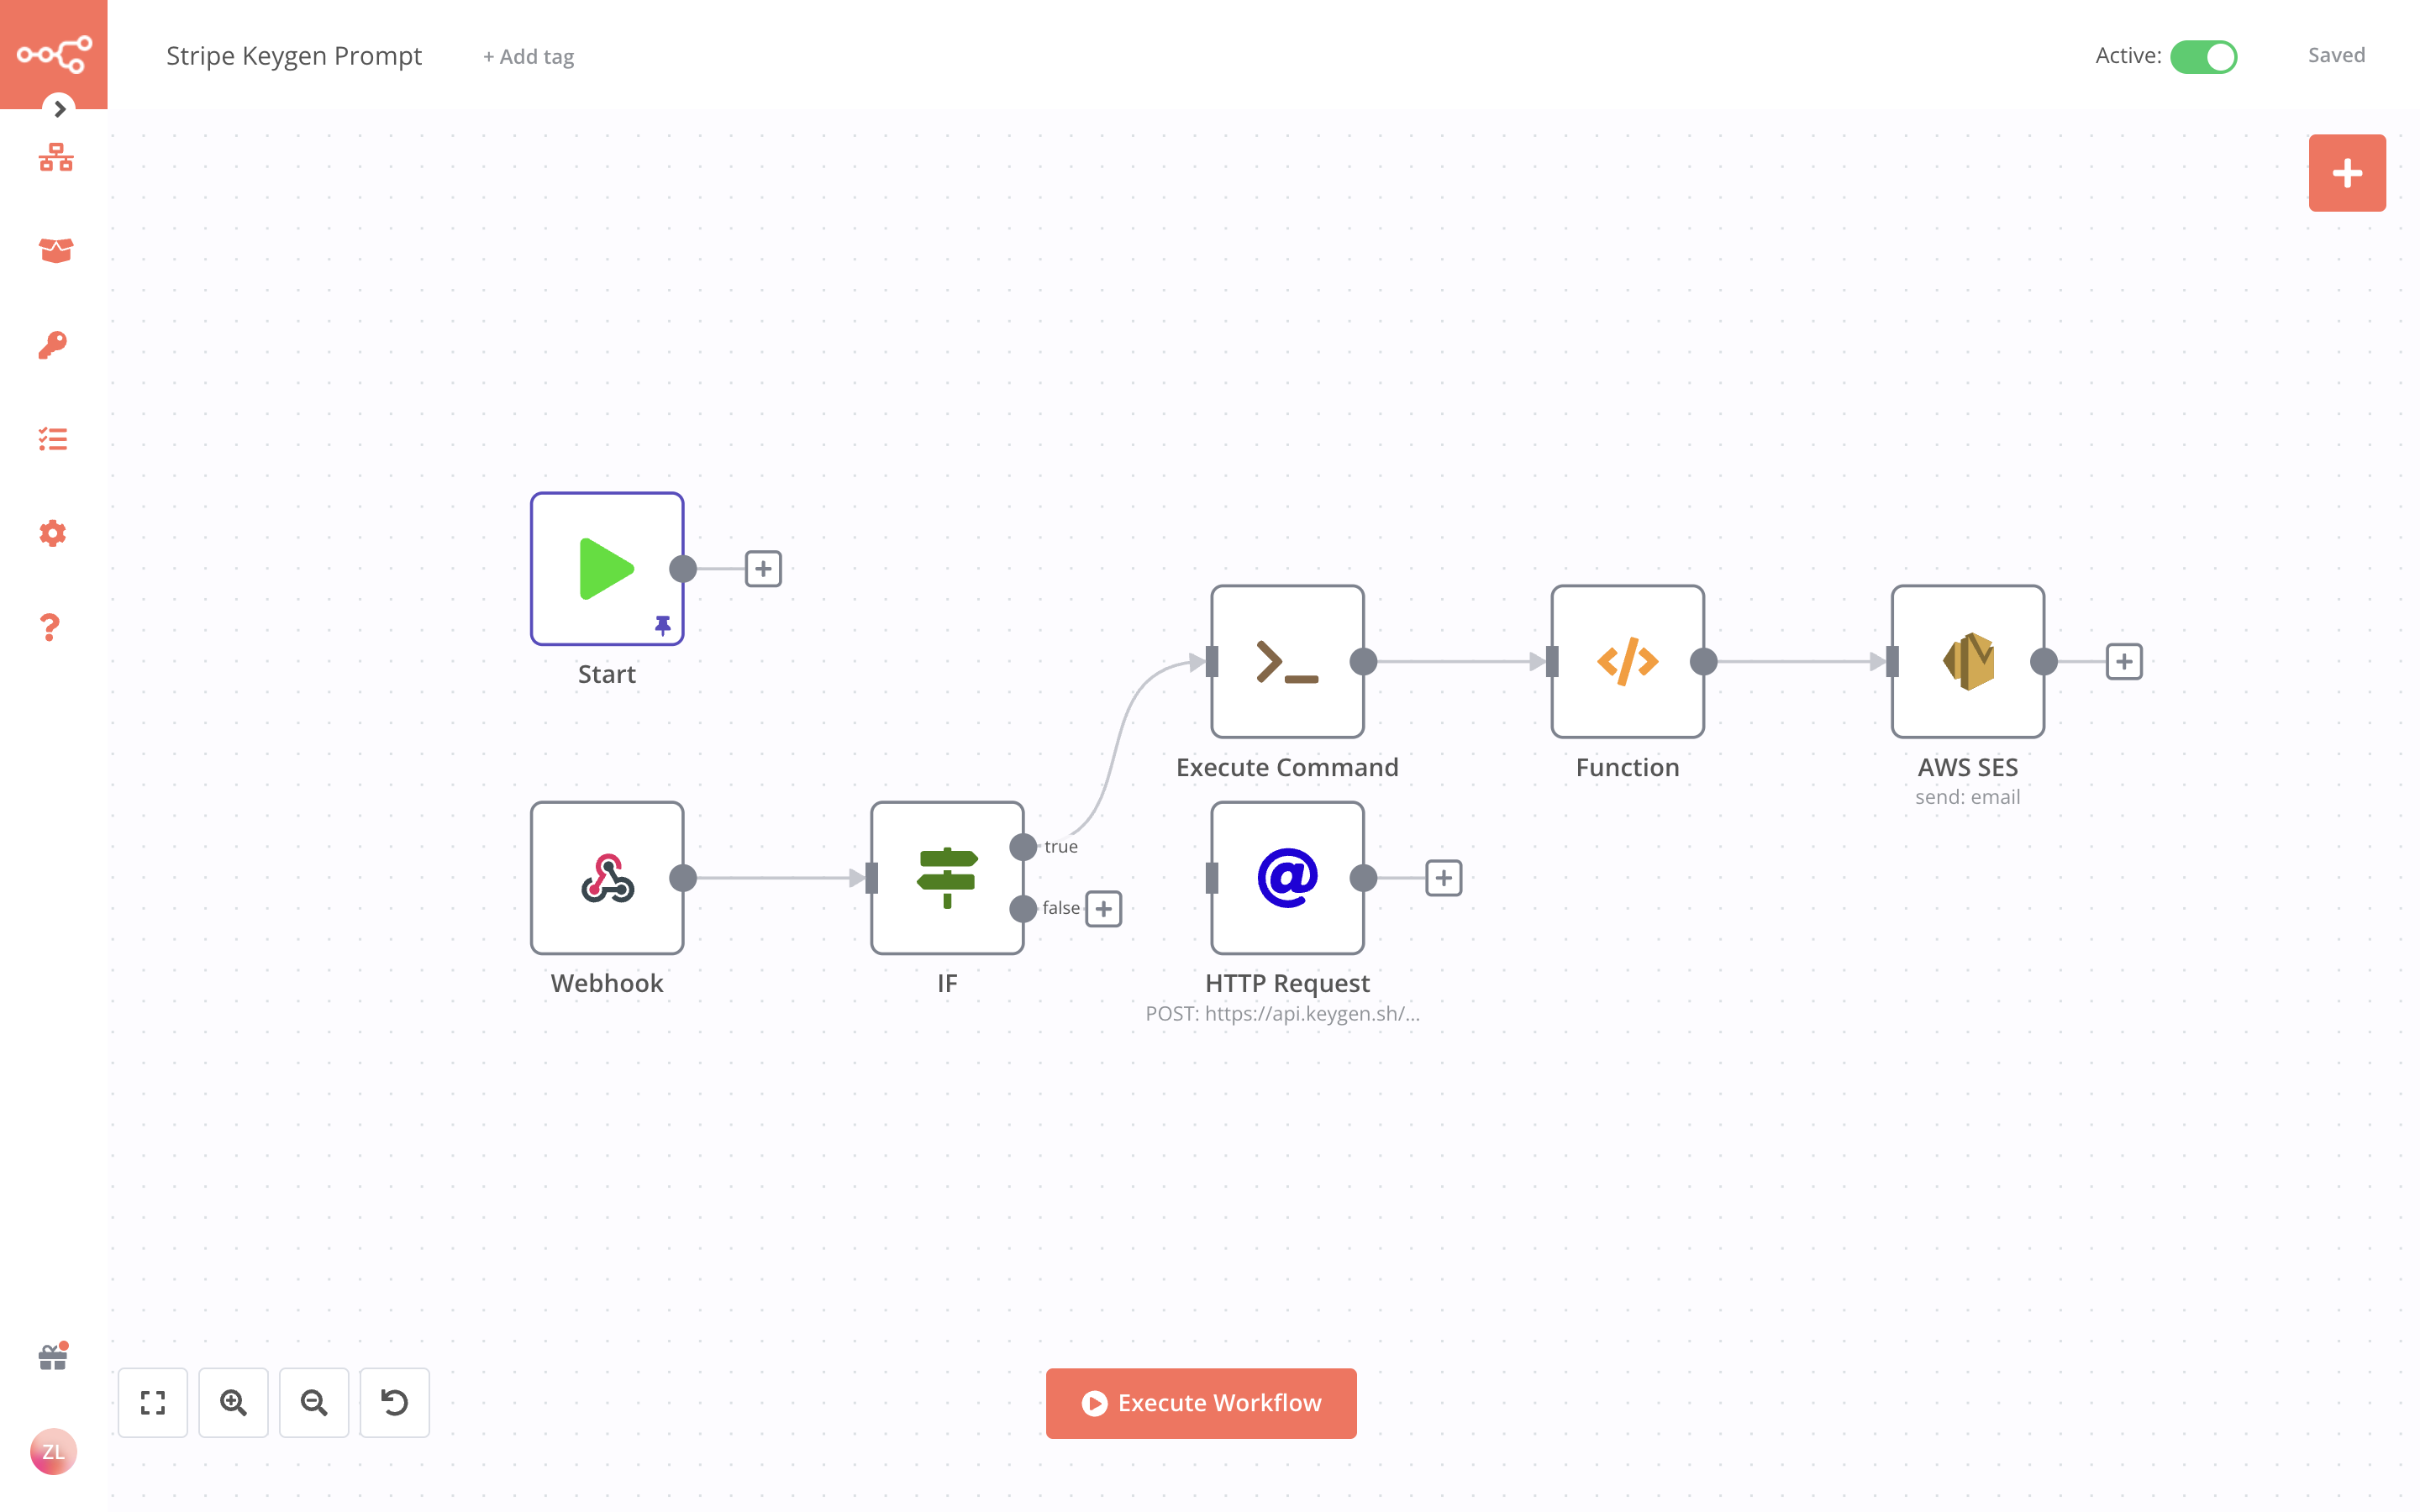 Stripe Keygen Prompt
+ Add tag
Active:
Saved
Start
Execute Command
Function
AWS SES
send: email
true
false
Webhook
IF
HTTP Request
POST: https://api.keygen.sh/...
Execute Workflow
ZL